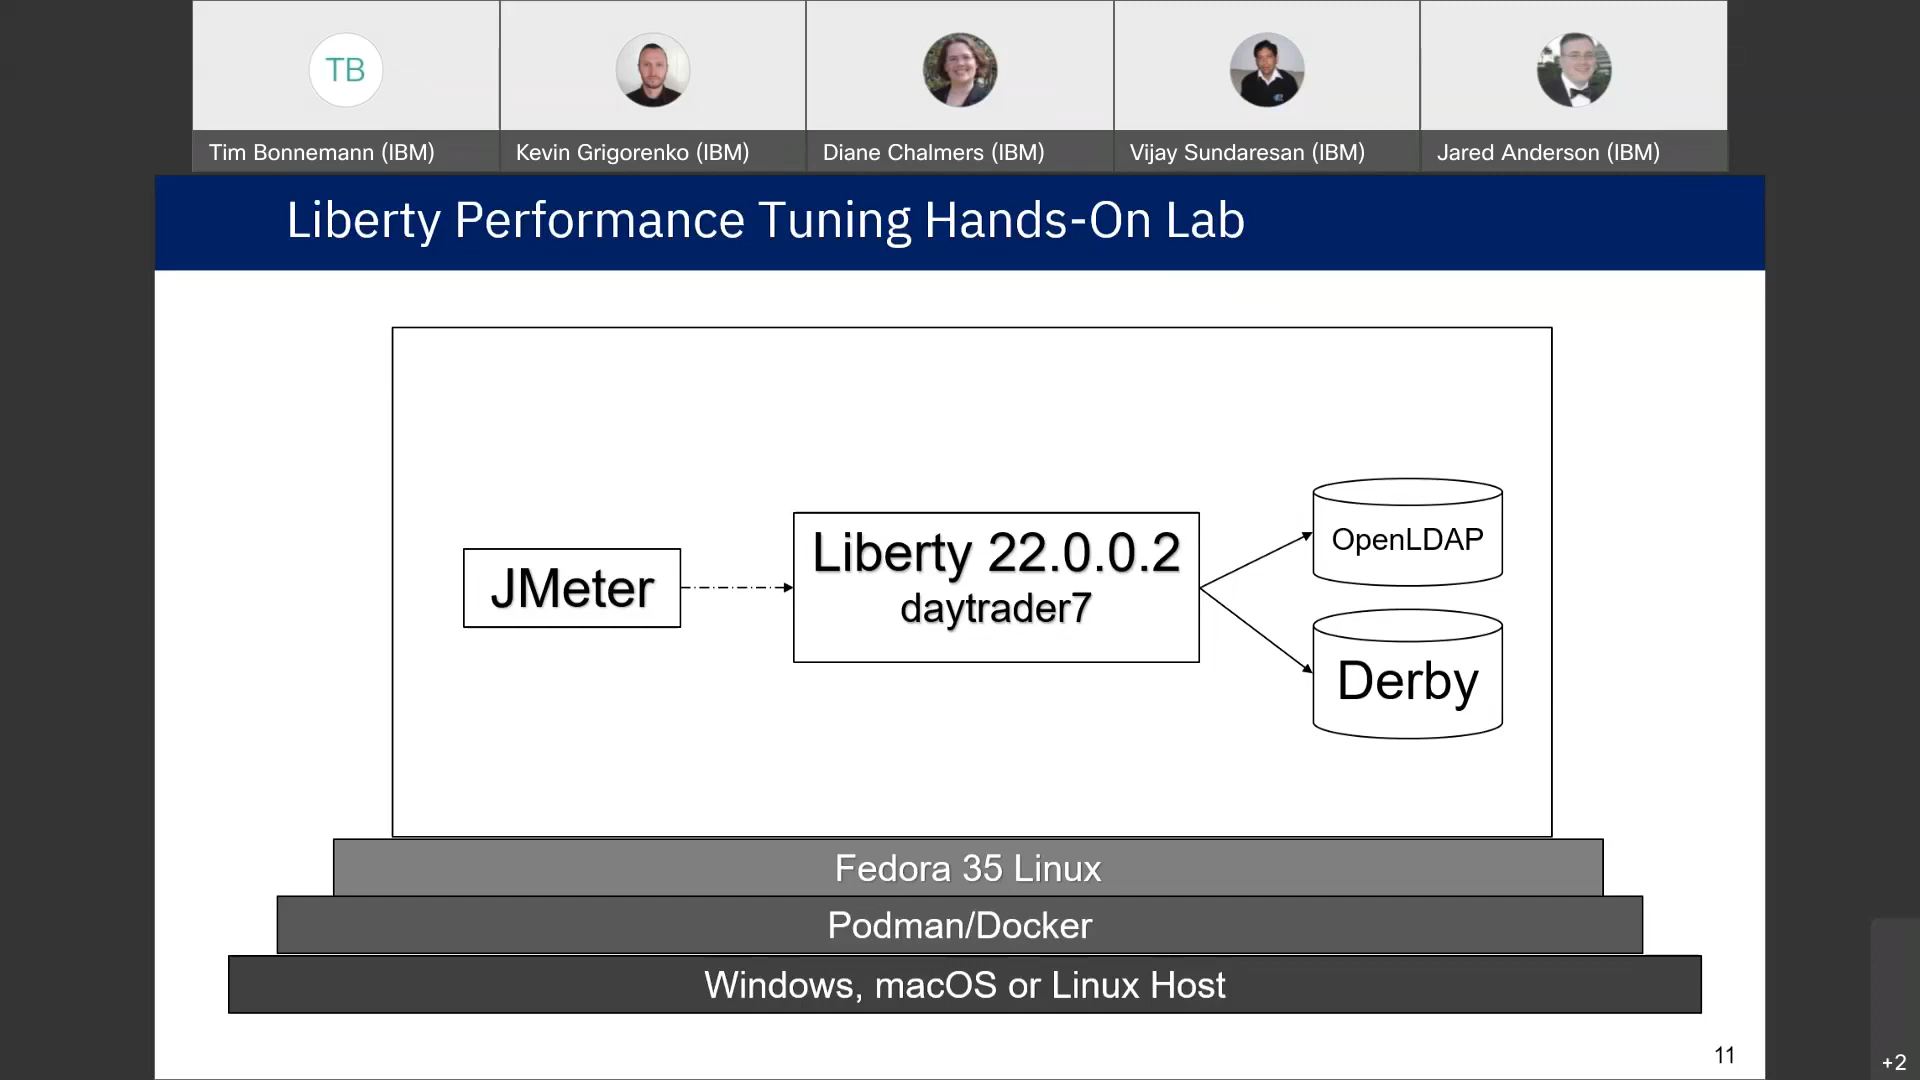 TB
Tim Bonnemann (IBM)
Kevin Grigorenko (IBM)
Diane Chalmers (IBM)
Vijay Sundaresan (IBM)
Jared Anderson (IBM)
Liberty Performance Tuning Hands-On Lab
JMeter
Liberty 22.0.0.2
daytrader7
OpenLDAP
Derby
Fedora 35 Linux
Podman/Docker
Windows, macOS or Linux Host
11
+2